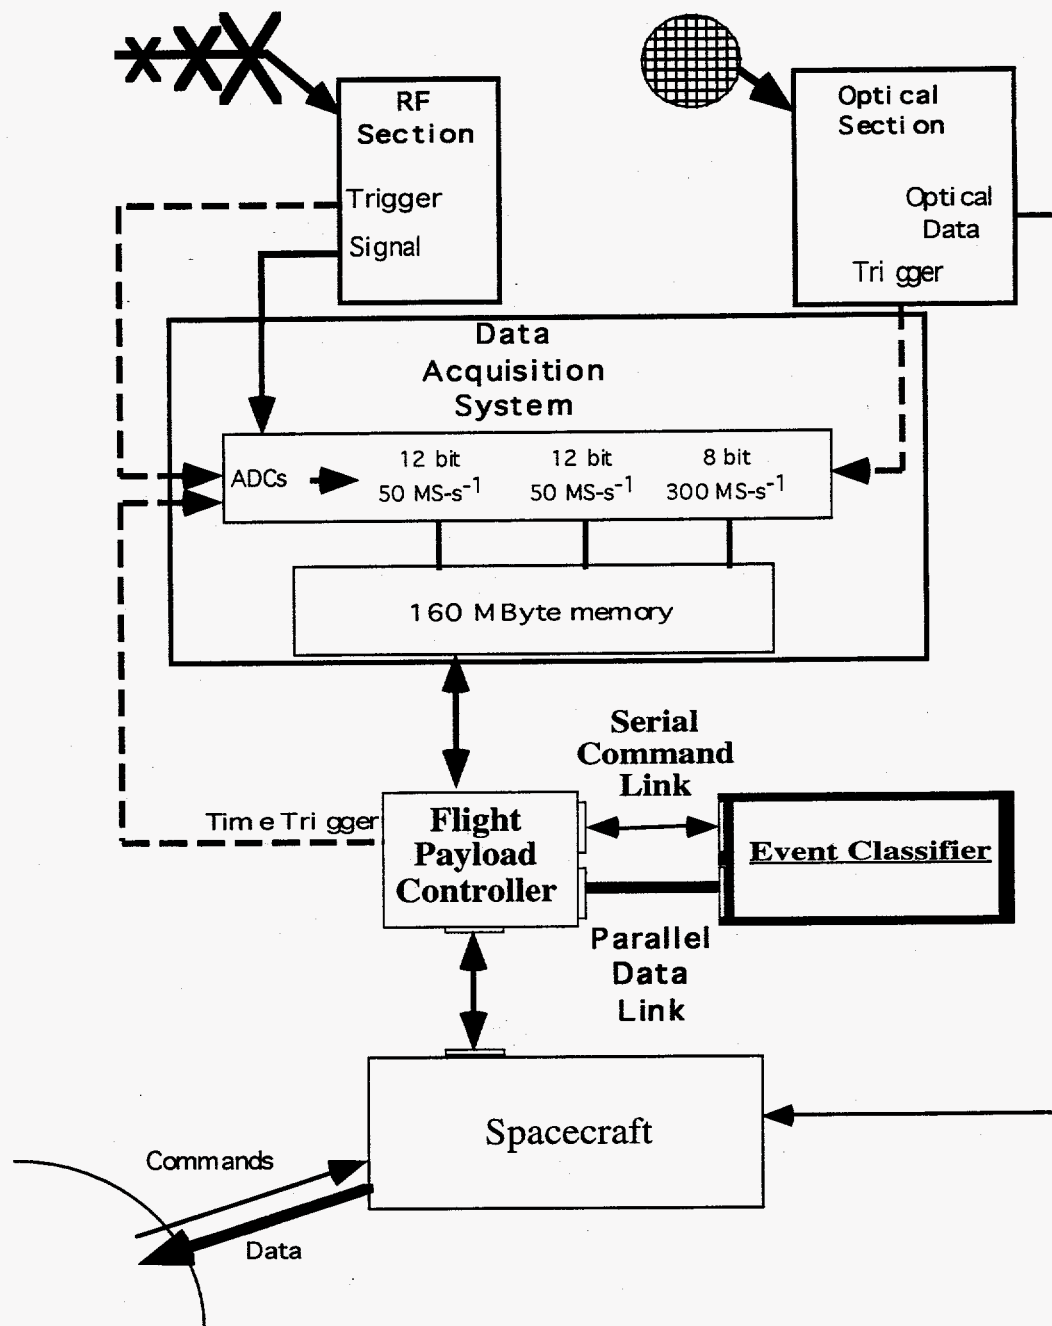 RF
Section
Trigger
Signal
Optical
Section
Optical
Data
Trigger
Data
Acquisition
System
ADCs
12 bit
50 MS-s⁻¹
12 bit
50 MS-s⁻¹
8 bit
300 MS-s⁻¹
160 MByte memory
Serial
Command
Link
Time Trigger
Flight
Payload
Controller
Event Classifier
Parallel
Data
Link
Spacecraft
Commands
Data